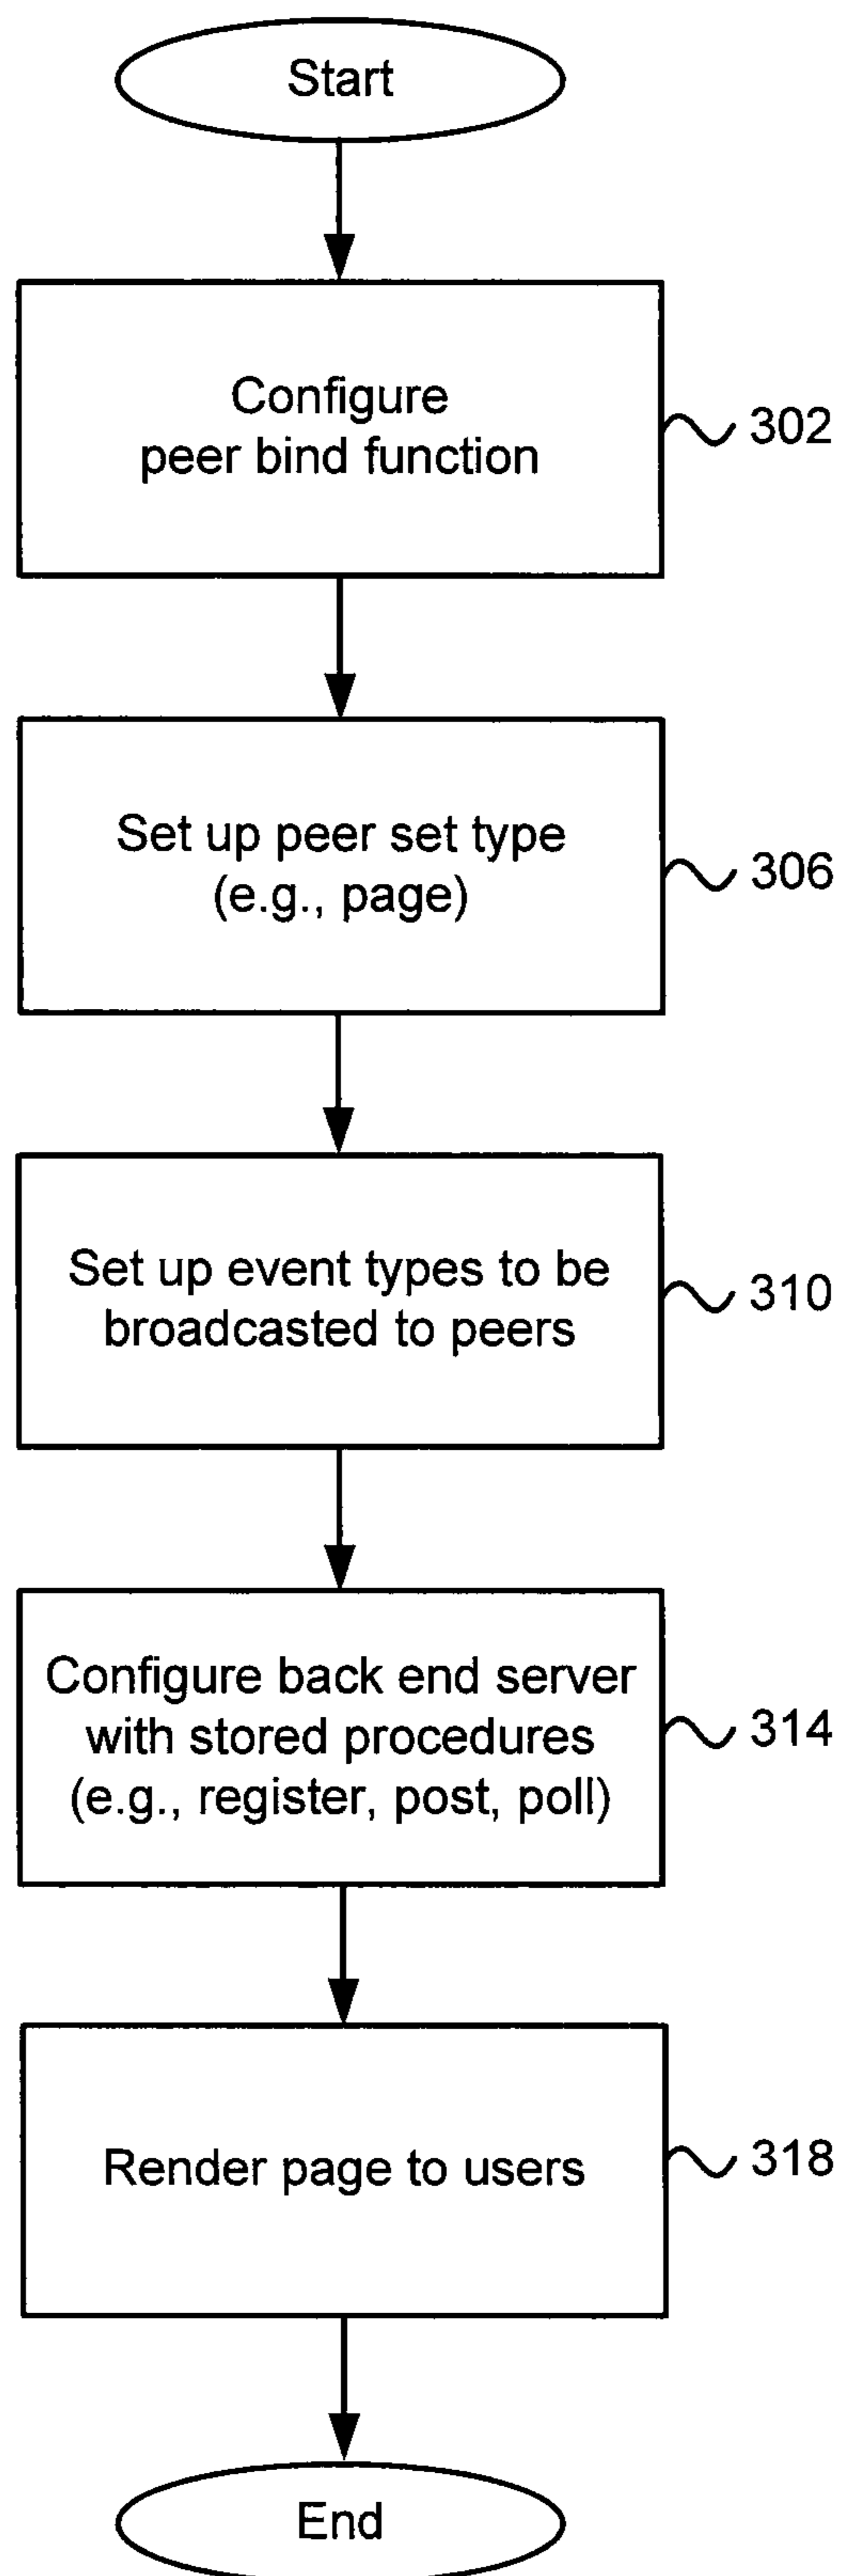 Start
Configure
peer bind function
302
Set up peer set type
(e.g., page)
306
Set up event types to be
broadcasted to peers
310
Configure back end server
with stored procedures
(e.g., register, post, poll)
314
Render page to users
318
End